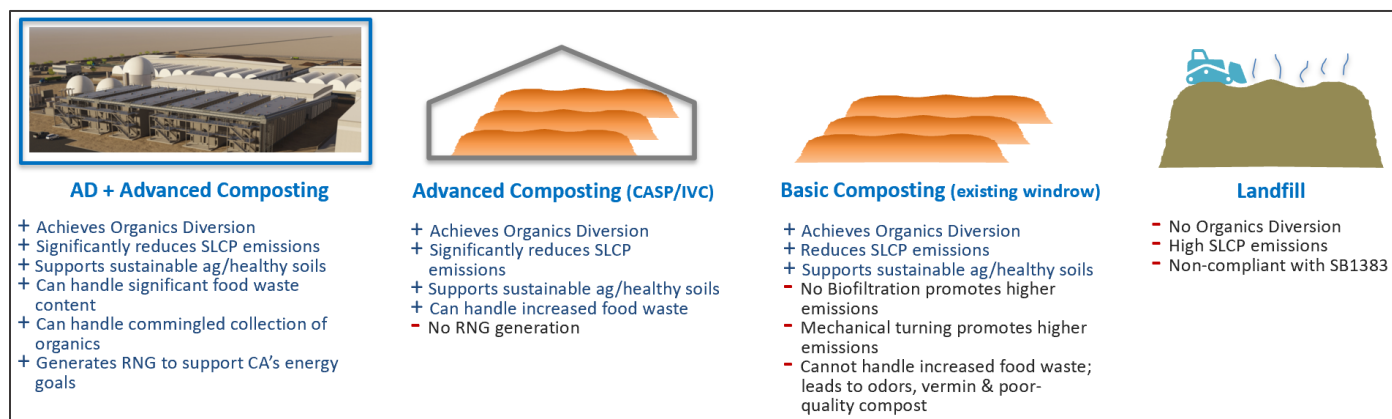 AD + Advanced Composting
+ Achieves Organics Diversion
+ Significantly reduces SLCP emissions
+ Supports sustainable ag/healthy soils
+ Can handle significant food waste
content
+ Can handle commingled collection of
organics
+ Generates RNG to support CA’s energy
goals
Advanced Composting (CASP/IVC)
+ Achieves Organics Diversion
+ Significantly reduces SLCP
emissions
+ Supports sustainable ag/healthy soils
+ Can handle increased food waste
- No RNG generation
Basic Composting (existing windrow)
+ Achieves Organics Diversion
+ Reduces SLCP emissions
+ Supports sustainable ag/healthy soils
- No Biofiltration promotes higher
emissions
- Mechanical turning promotes higher
emissions
- Cannot handle increased food waste;
leads to odors, vermin & poor-
quality compost
Landfill
- No Organics Diversion
- High SLCP emissions
- Non-compliant with SB1383